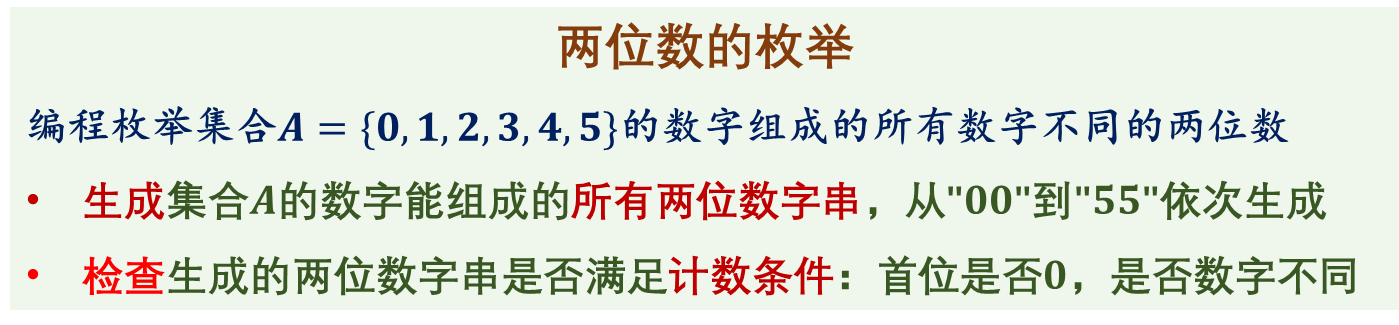 两位数的枚举
编程枚举集合A = {0, 1, 2, 3, 4, 5}的数字组成的所有数字不同的两位数
• 生成集合A的数字能组成的所有两位数字串，从"00"到"55"依次生成
• 检查生成的两位数字串是否满足计数条件：首位是否0，是否数字不同